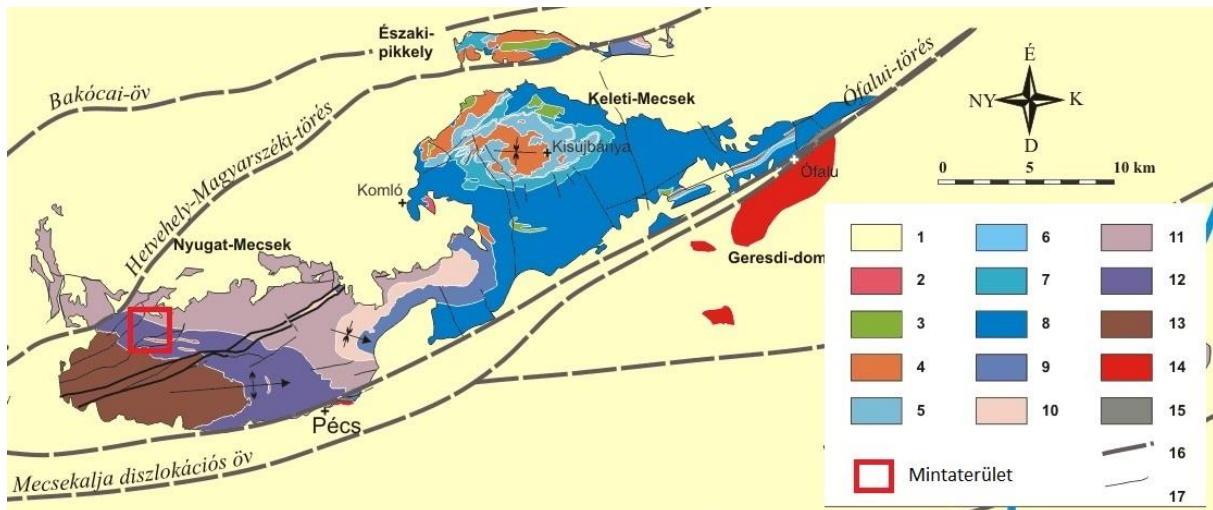 Északi-
pikkely
Bakócai-öv
Keleti-Mecsek
Ófalui-törés
É
NY
K
D
Kisújbánya
Hetvehely-Magyarszéki-törés
Komló
Ófalu
0 5 10 km
Nyugat-Mecsek
Geresdi-dom
Pécs
Mecsekalja diszlokációs öv
1 6 11
2 7 12
3 8 13
4 9 14
5 10 15
16
Mintaterület
17